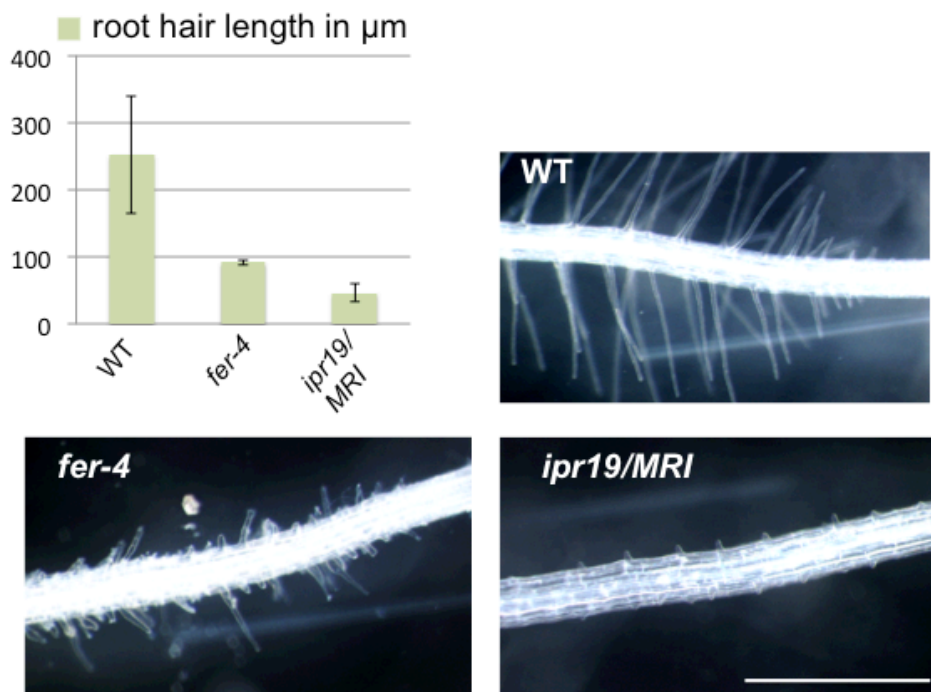 root hair length in µm
400
300
200
100
0
WT
fer-4
ipr19/
MRI
WT
fer-4
ipr19/MRI